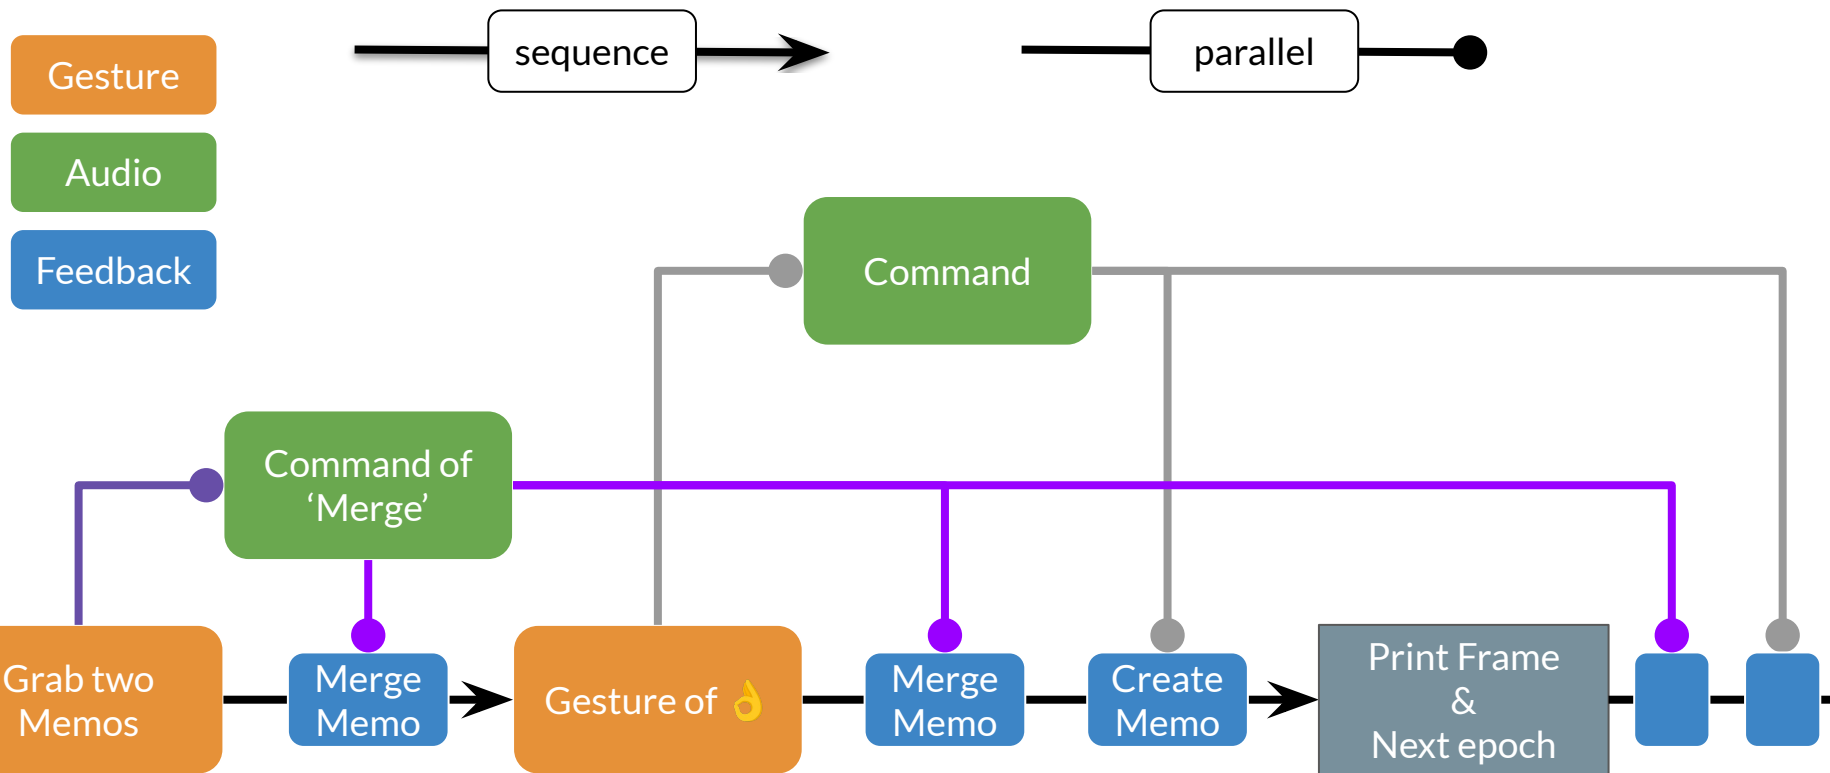 Gesture
Audio
Feedback
sequence
parallel
Command
Command of
‘Merge’
Grab two
Memos
Merge
Memo
Gesture of 👌
Merge
Memo
Create
Memo
Print Frame
&
Next epoch